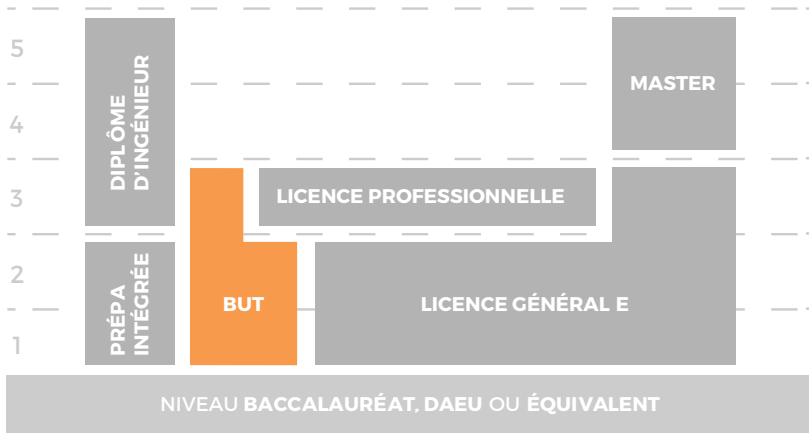 5
MASTER
4
DIPLÔME
D'INGÉNIEUR
3
LICENCE PROFESSIONNELLE
2
PRÉPA
INTÉGRÉE
BUT
LICENCE GÉNÉRAL E
1
NIVEAU BACCALAURÉAT, DAEU OU ÉQUIVALENT